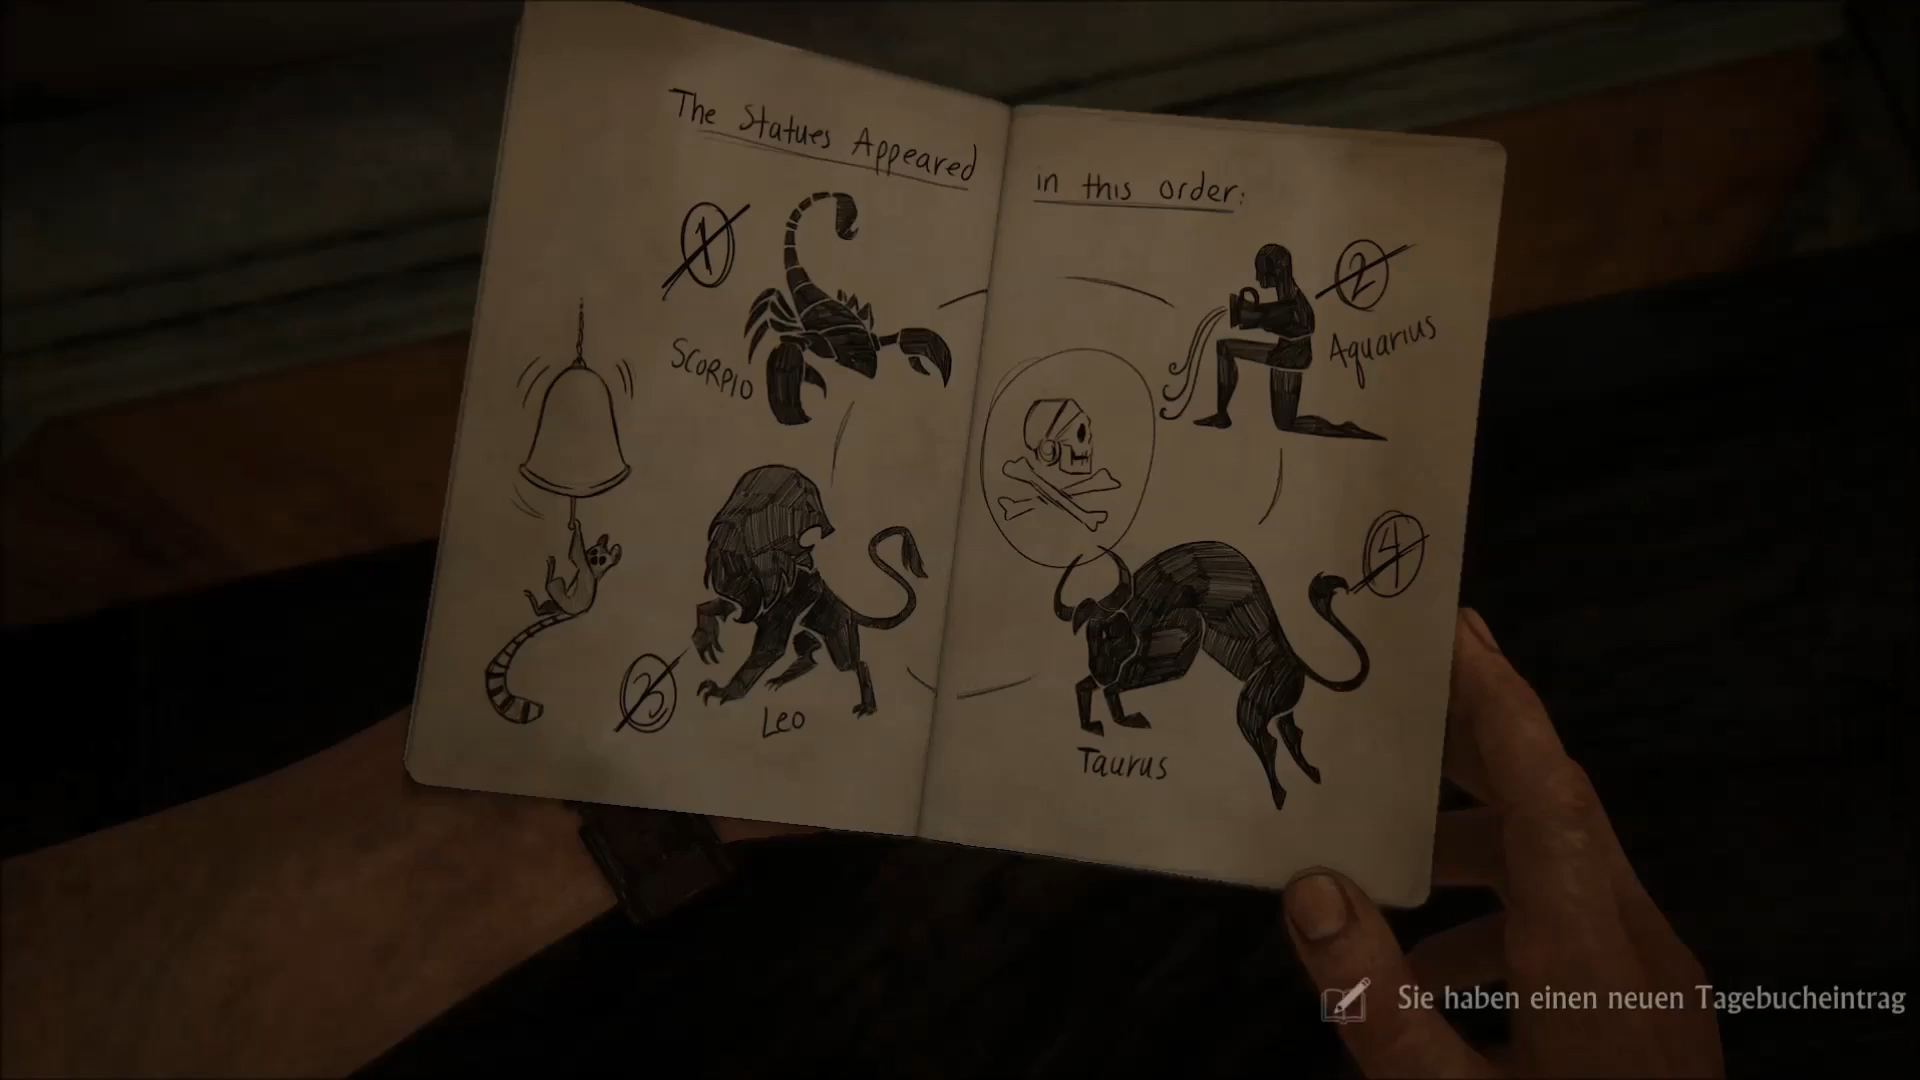 The Statues Appeared
in this order:
1
SCORPIO
2
Aquarius
3
Leo
4
Taurus
Sie haben einen neuen Tagebucheintrag